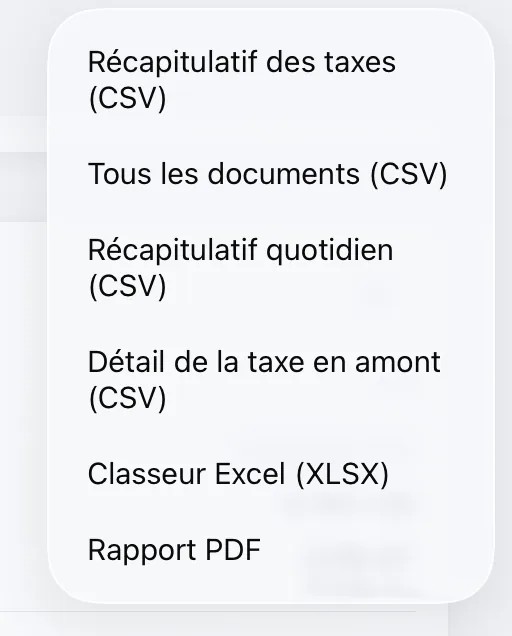 Récapitulatif des taxes
(CSV)
Tous les documents (CSV)
Récapitulatif quotidien
(CSV)
Détail de la taxe en amont
(CSV)
Classeur Excel (XLSX)
Rapport PDF